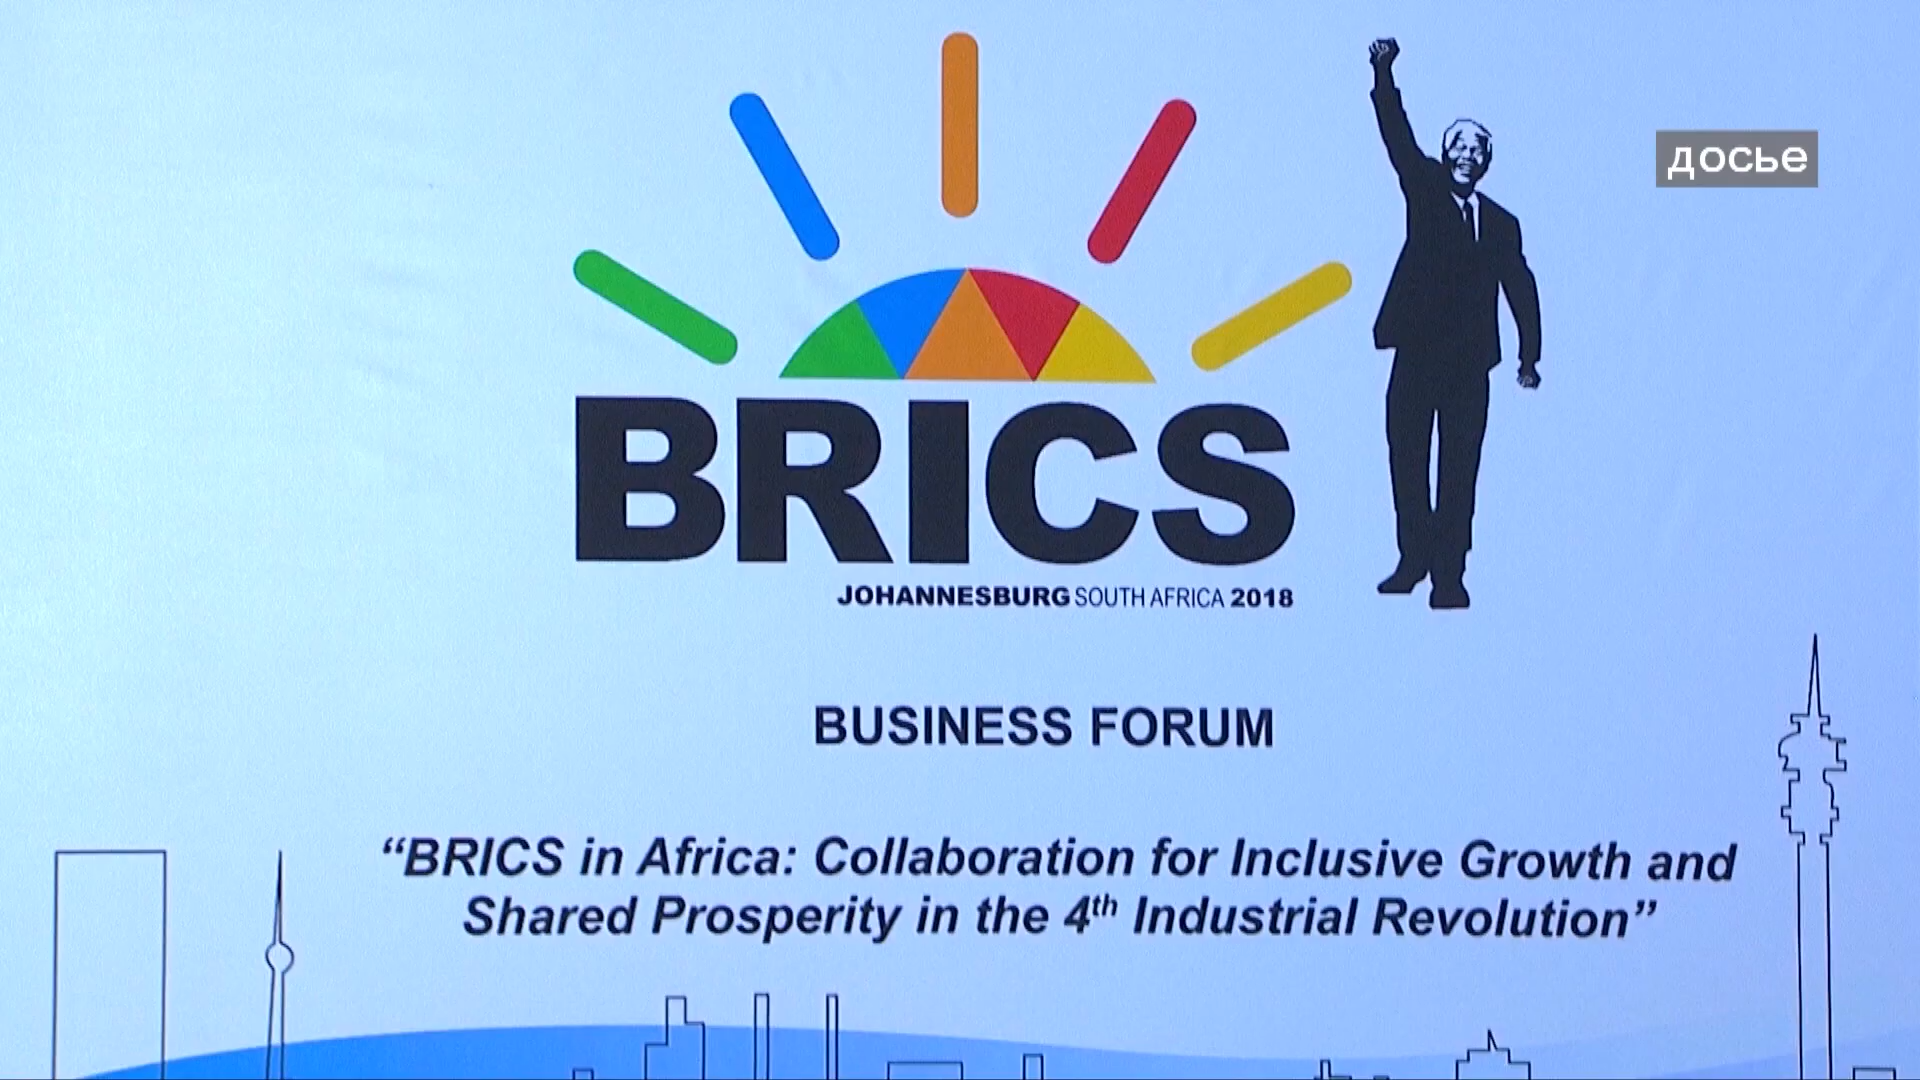 досье
BRICS
JOHANNESBURG SOUTH AFRICA 2018
BUSINESS FORUM
“BRICS in Africa: Collaboration for Inclusive Growth and
Shared Prosperity in the 4th Industrial Revolution”